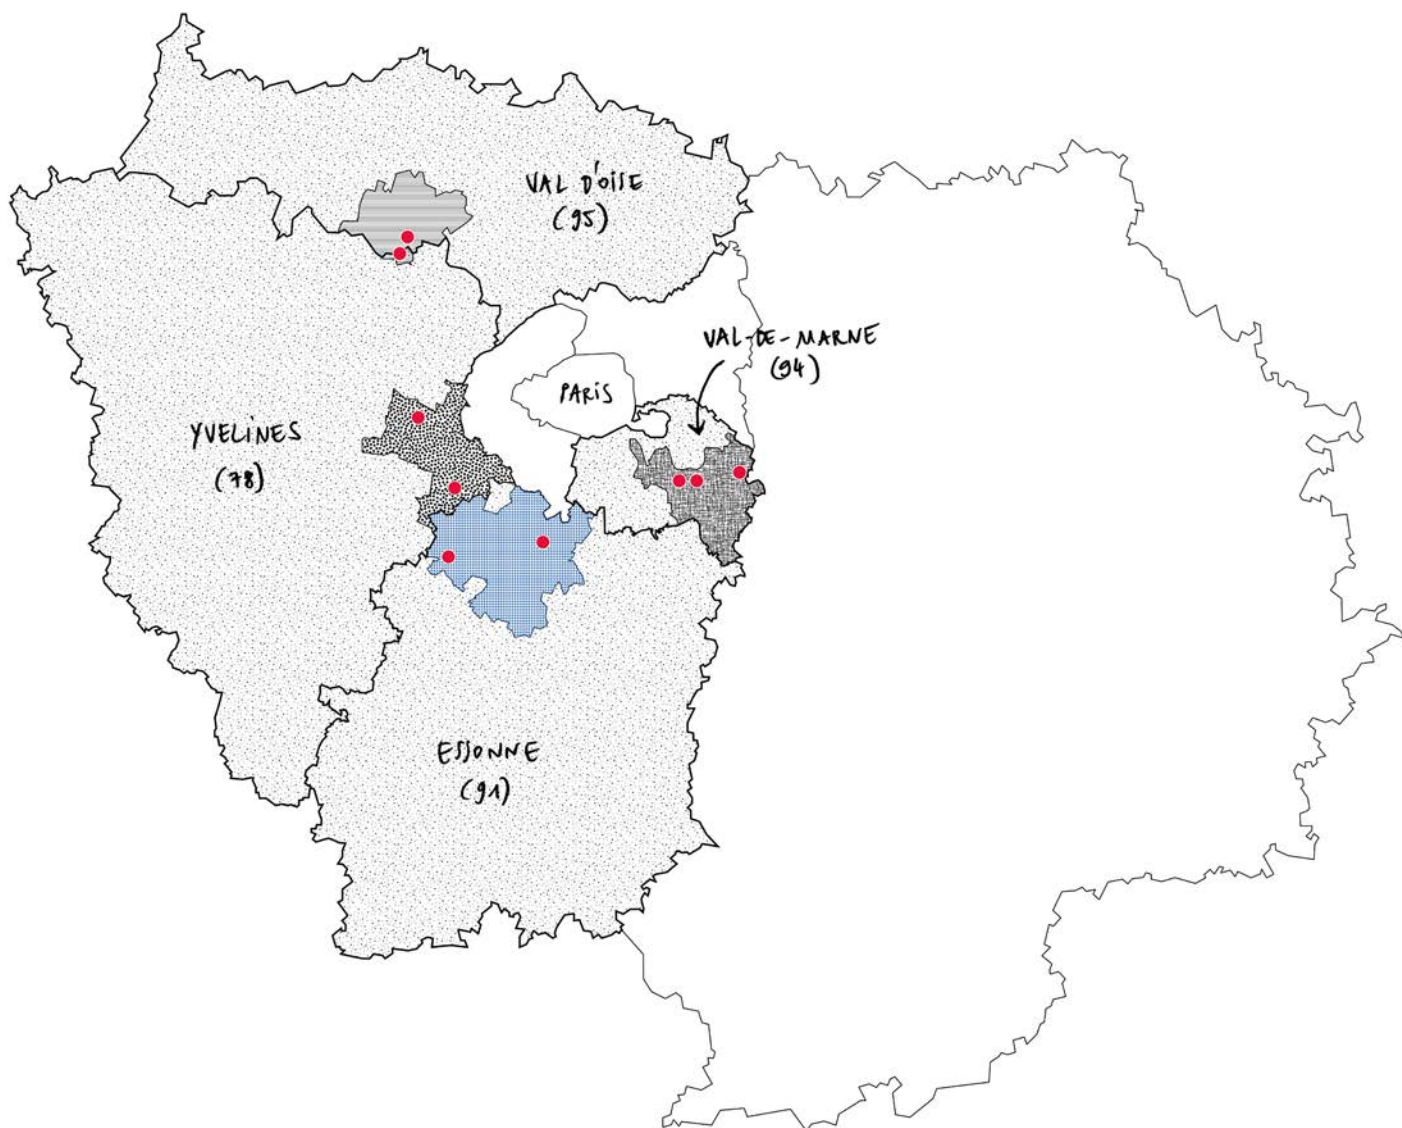 VAL D'OISE
(95)
VAL-DE-MARNE
(94)
PARIS
YVELINES
(78)
ESSONNE
(91)